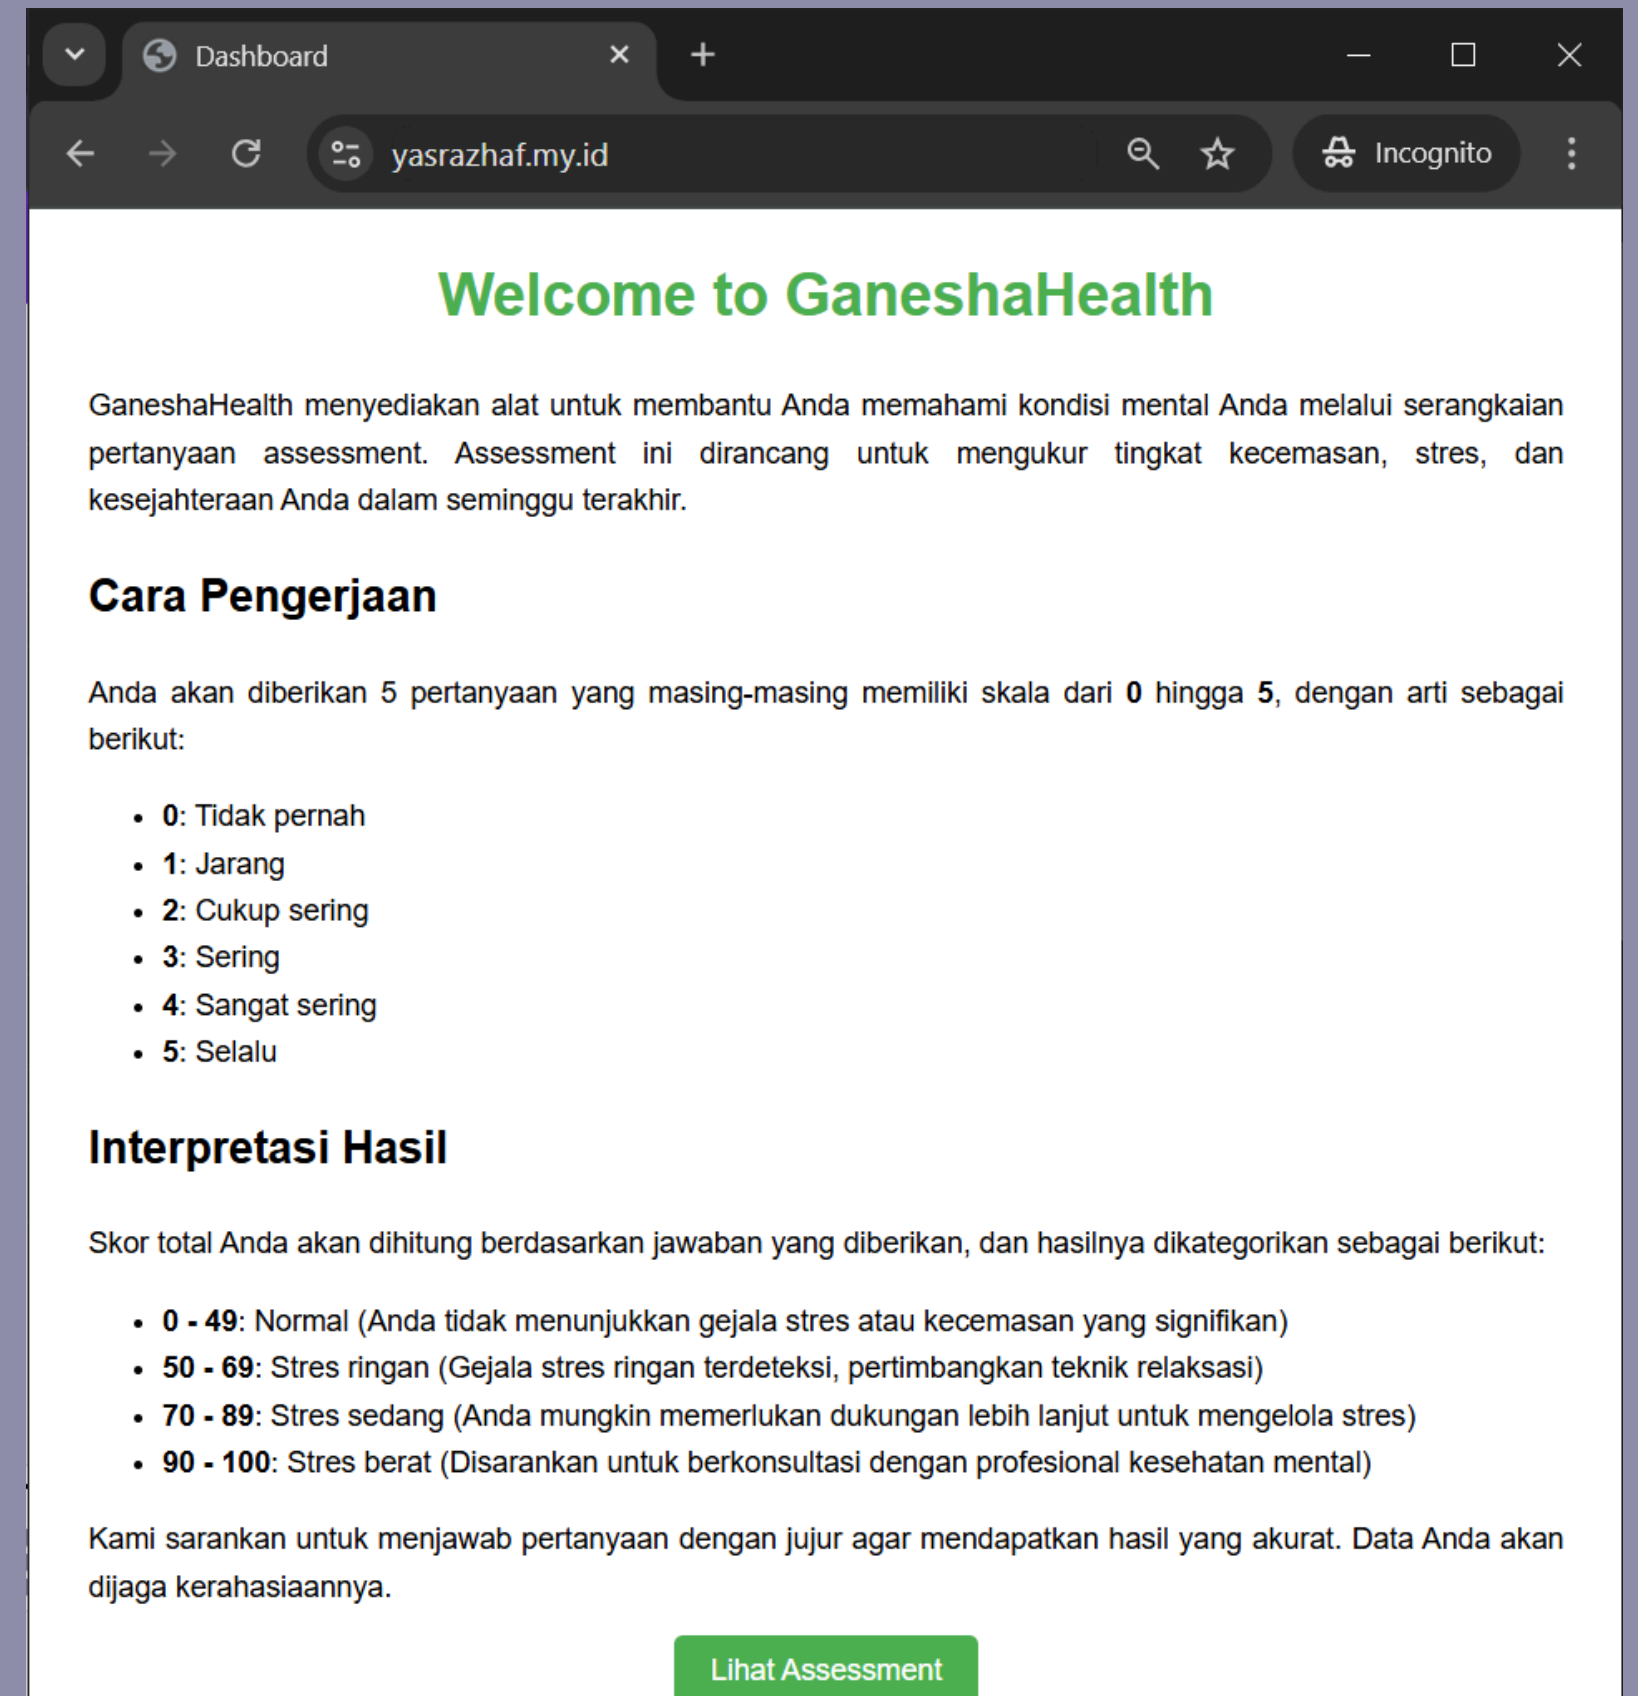 Dashboard
yasrazhaf.my.id
Incognito
Welcome to GaneshaHealth
GaneshaHealth menyediakan alat untuk membantu Anda memahami kondisi mental Anda melalui serangkaian
pertanyaan assessment. Assessment ini dirancang untuk mengukur tingkat kecemasan, stres, dan
kesejahteraan Anda dalam seminggu terakhir.
Cara Pengerjaan
Anda akan diberikan 5 pertanyaan yang masing-masing memiliki skala dari 0 hingga 5, dengan arti sebagai
berikut:
• 0: Tidak pernah
• 1: Jarang
• 2: Cukup sering
• 3: Sering
• 4: Sangat sering
• 5: Selalu
Interpretasi Hasil
Skor total Anda akan dihitung berdasarkan jawaban yang diberikan, dan hasilnya dikategorikan sebagai berikut:
• 0 - 49: Normal (Anda tidak menunjukkan gejala stres atau kecemasan yang signifikan)
• 50 - 69: Stres ringan (Gejala stres ringan terdeteksi, pertimbangkan teknik relaksasi)
• 70 - 89: Stres sedang (Anda mungkin memerlukan dukungan lebih lanjut untuk mengelola stres)
• 90 - 100: Stres berat (Disarankan untuk berkonsultasi dengan profesional kesehatan mental)
Kami sarankan untuk menjawab pertanyaan dengan jujur agar mendapatkan hasil yang akurat. Data Anda akan
dijaga kerahasiaannya.
Lihat Assessment